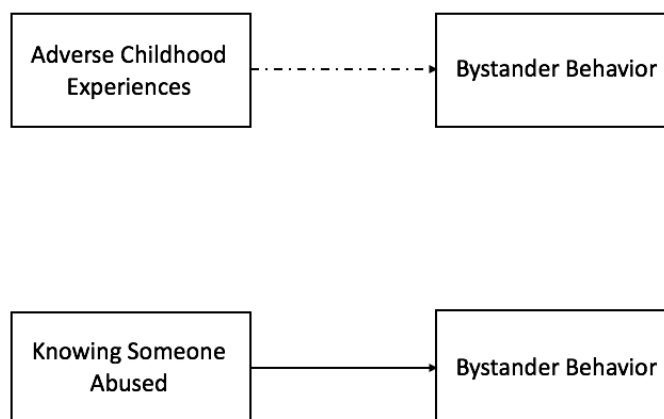 Adverse Childhood
Experiences
Bystander Behavior
Knowing Someone
Abused
Bystander Behavior